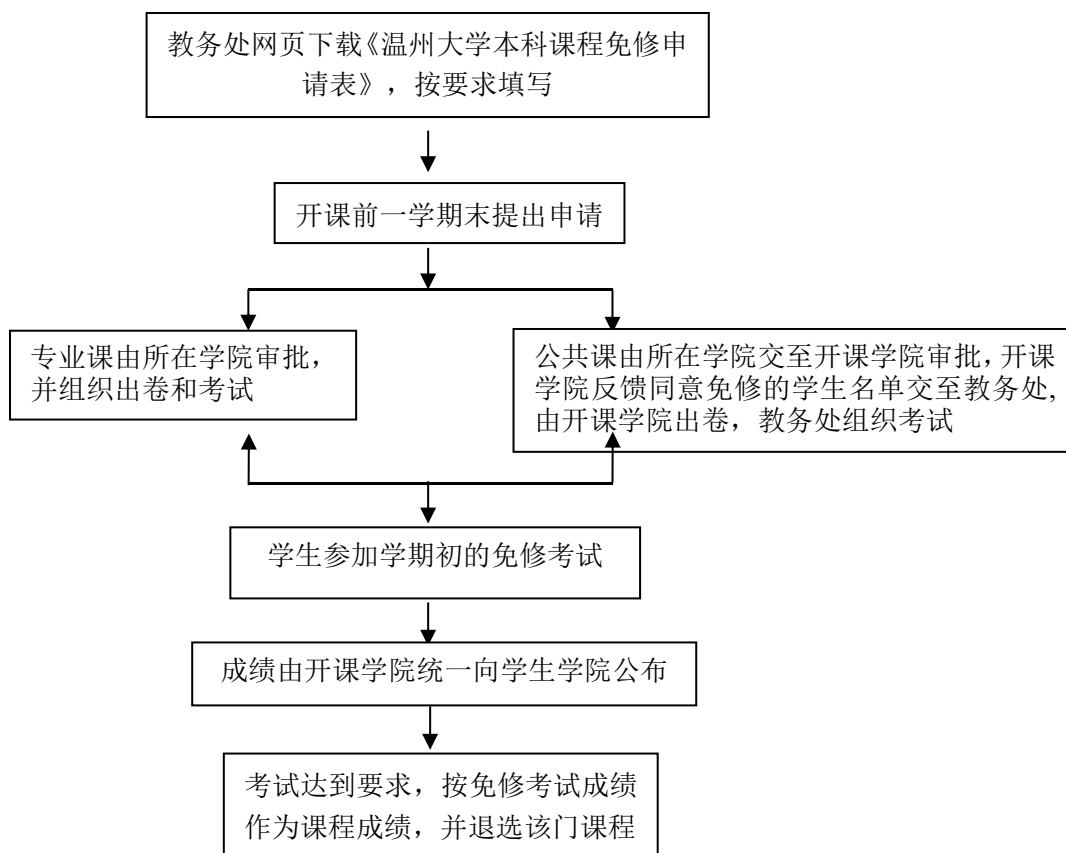 教务处网页下载《温州大学本科课程免修申
请表》，按要求填写
开课前一学期末提出申请
专业课由所在学院审批，
并组织出卷和考试
公共课由所在学院交至开课学院审批，开课
学院反馈同意免修的学生名单交至教务处，
由开课学院出卷，教务处组织考试
学生参加学期初的免修考试
成绩由开课学院统一向学生学院公布
考试达到要求，按免修考试成绩
作为课程成绩，并退选该门课程